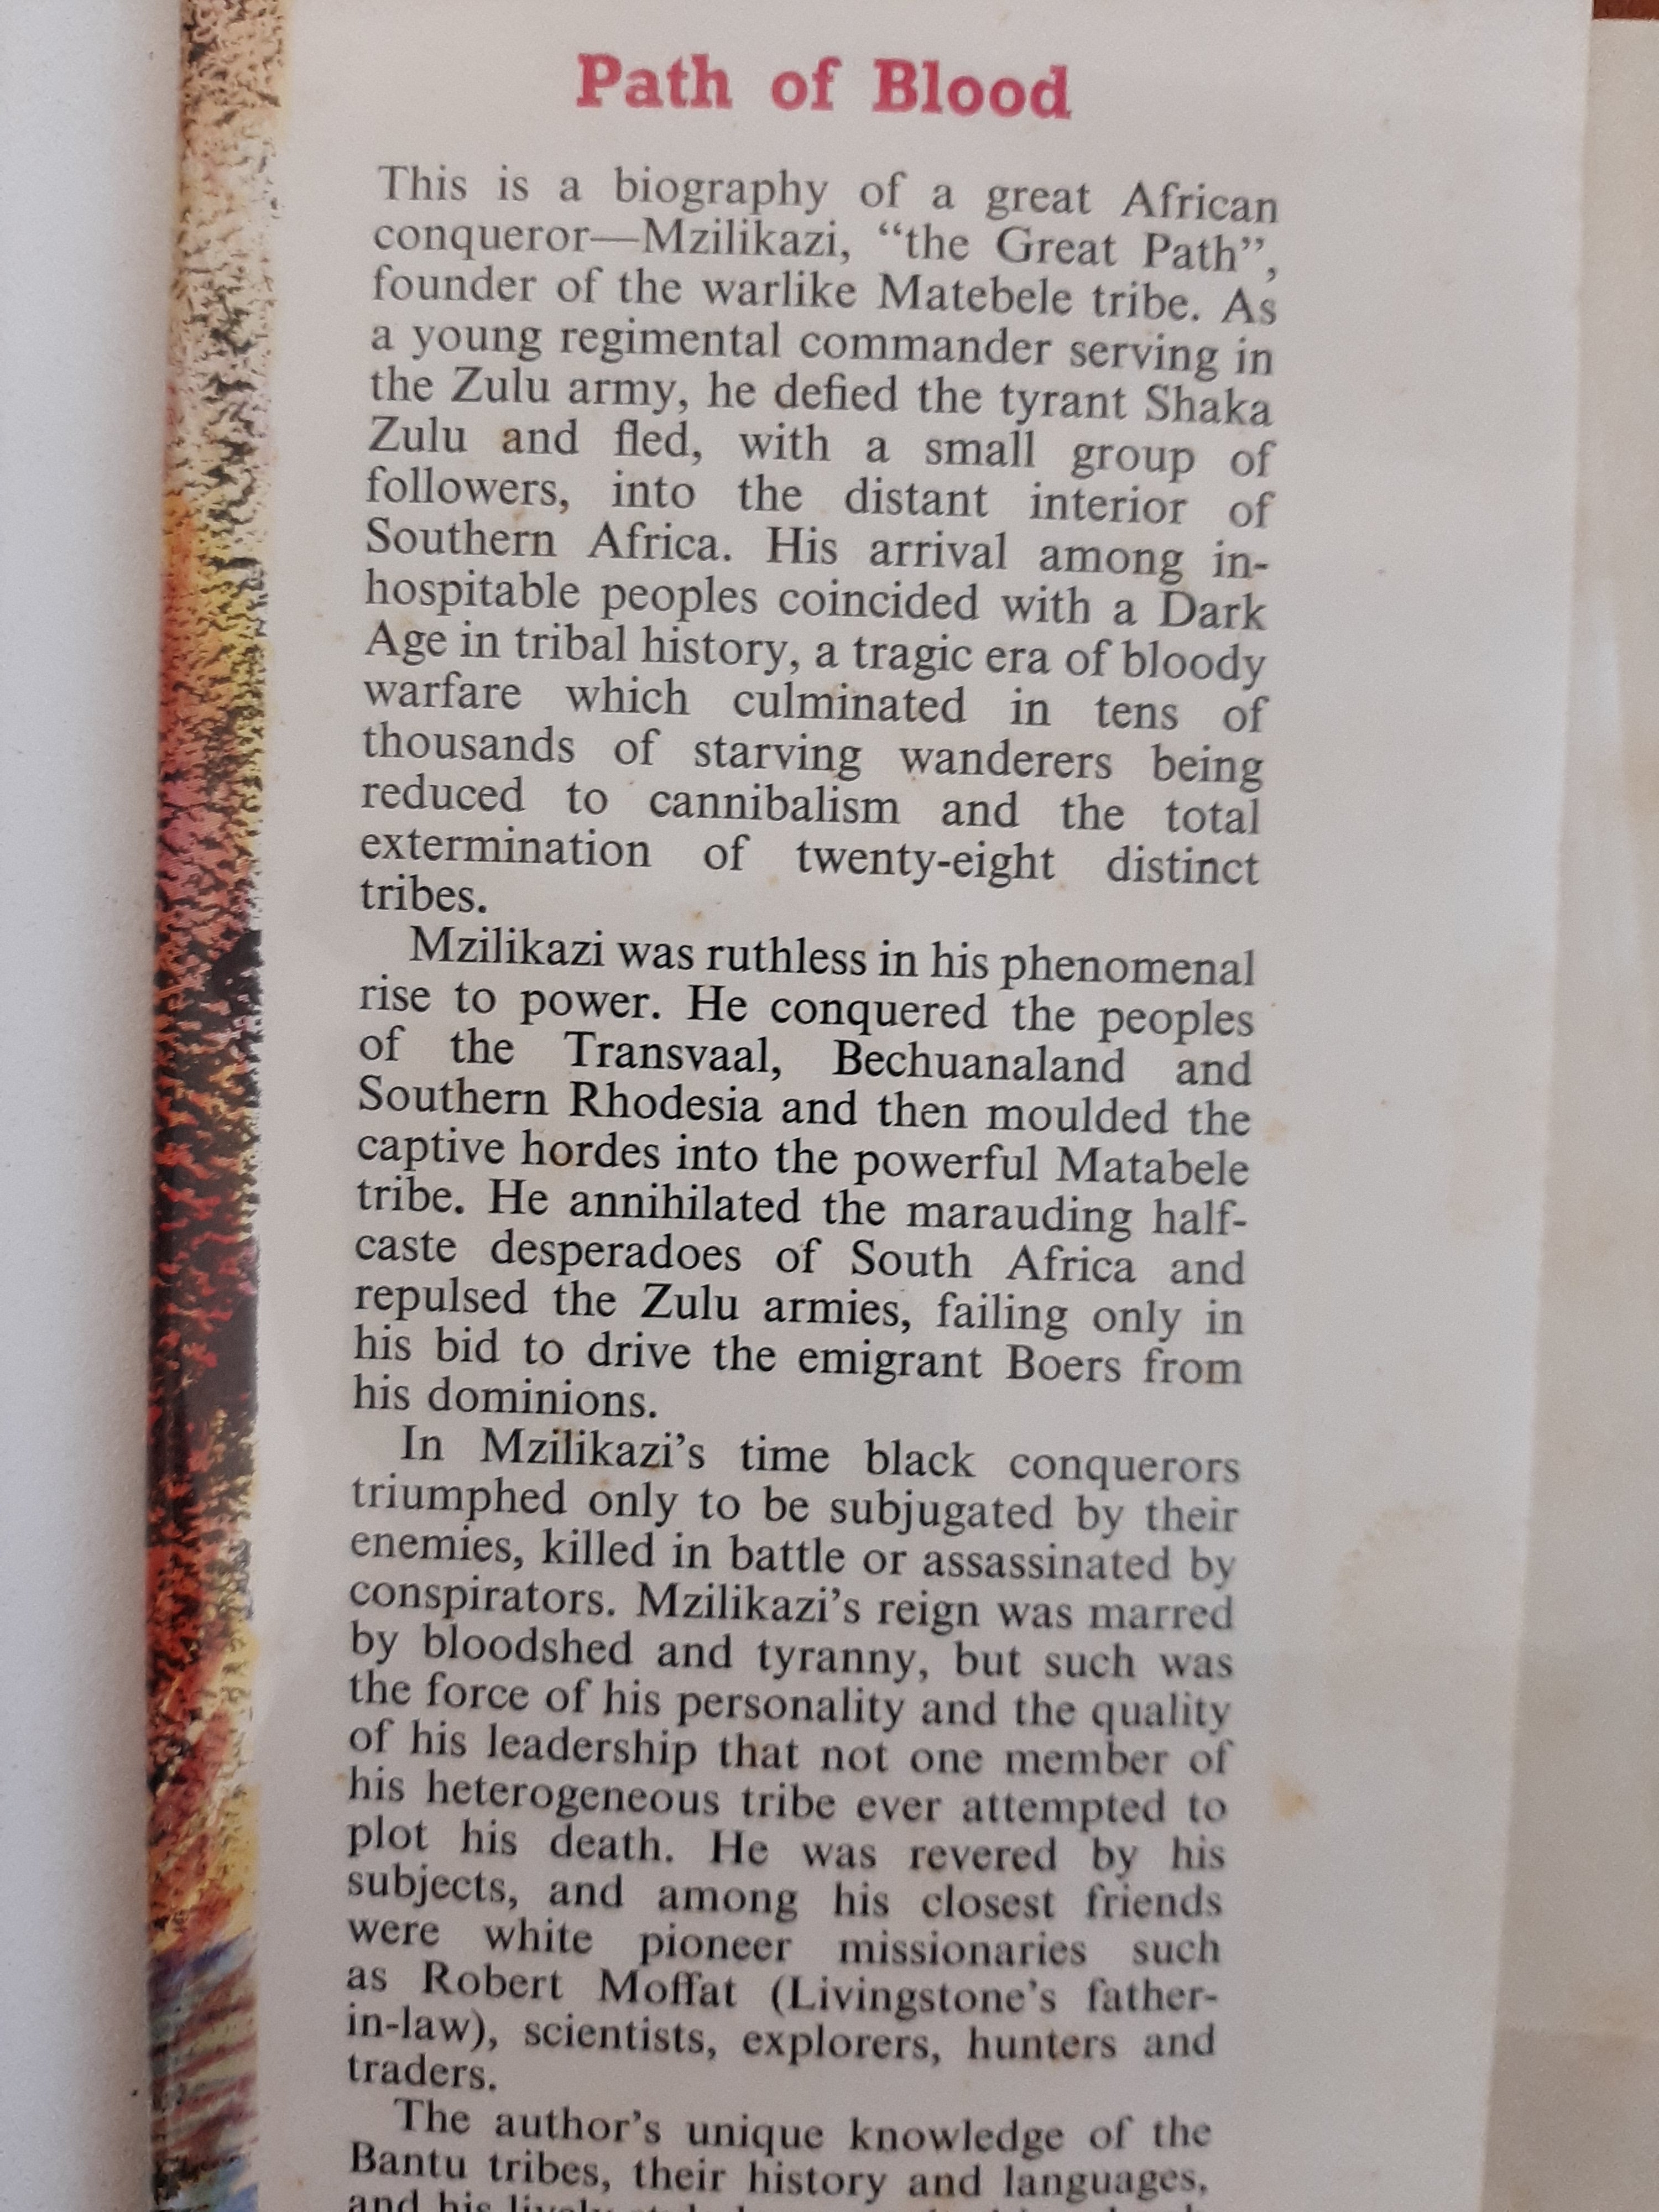 Path of Blood
This is a biography of a great African
conqueror—Mzilikazi, “the Great Path”,
founder of the warlike Matebele tribe. As
a young regimental commander serving in
the Zulu army, he defied the tyrant Shaka
Zulu and fled, with a small group of
followers, into the distant interior of
Southern Africa. His arrival among in-
hospitable peoples coincided with a Dark
Age in tribal history, a tragic era of bloody
warfare which culminated in tens of
thousands of starving wanderers being
reduced to cannibalism and the total
extermination of twenty-eight distinct
tribes.
Mzilikazi was ruthless in his phenomenal
rise to power. He conquered the peoples
of the Transvaal, Bechuanaland and
Southern Rhodesia and then moulded the
captive hordes into the powerful Matabele
tribe. He annihilated the marauding half-
caste desperadoes of South Africa and
repulsed the Zulu armies, failing only in
his bid to drive the emigrant Boers from
his dominions.
In Mzilikazi’s time black conquerors
triumphed only to be subjugated by their
enemies, killed in battle or assassinated by
conspirators. Mzilikazi’s reign was marred
by bloodshed and tyranny, but such was
the force of his personality and the quality
of his leadership that not one member of
his heterogeneous tribe ever attempted to
plot his death. He was revered by his
subjects, and among his closest friends
were white pioneer missionaries such
as Robert Moffat (Livingstone’s father-
in-law), scientists, explorers, hunters and
traders.
The author’s unique knowledge of the
Bantu tribes, their history and languages,
and his lively